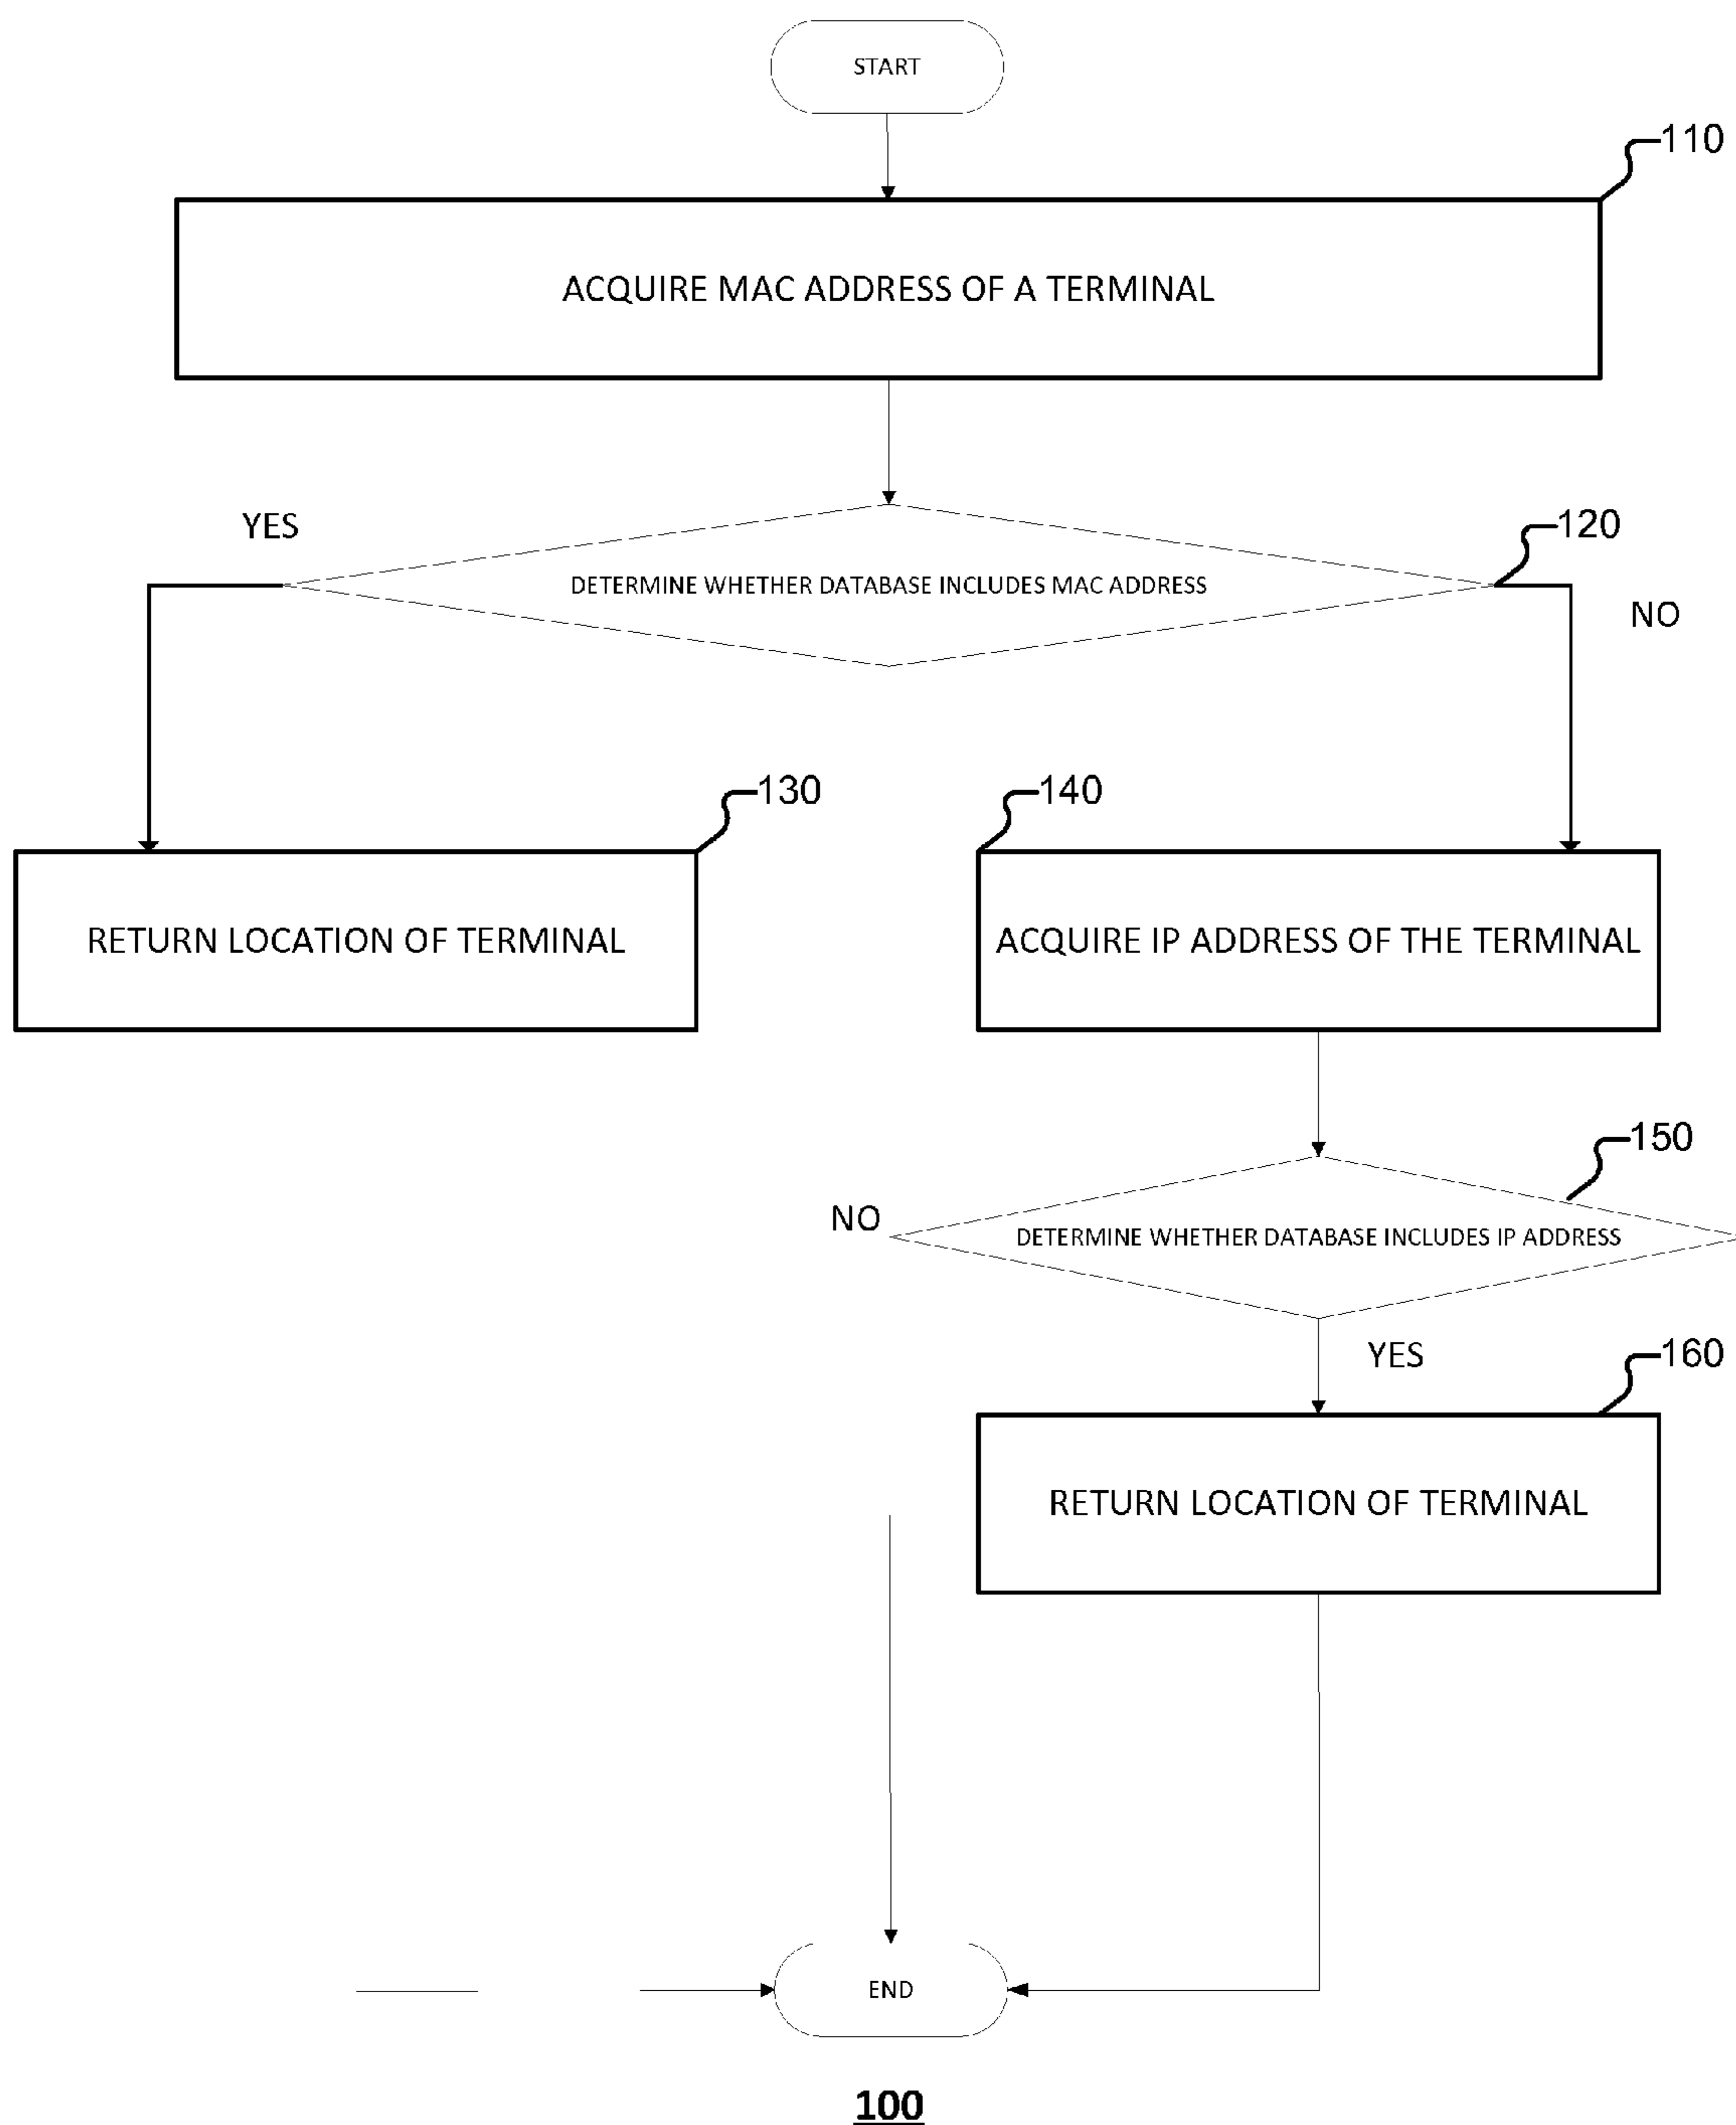 START
110
ACQUIRE MAC ADDRESS OF A TERMINAL
YES
120
DETERMINE WHETHER DATABASE INCLUDES MAC ADDRESS
NO
130
140
RETURN LOCATION OF TERMINAL
ACQUIRE IP ADDRESS OF THE TERMINAL
150
NO
DETERMINE WHETHER DATABASE INCLUDES IP ADDRESS
YES
160
RETURN LOCATION OF TERMINAL
END
100